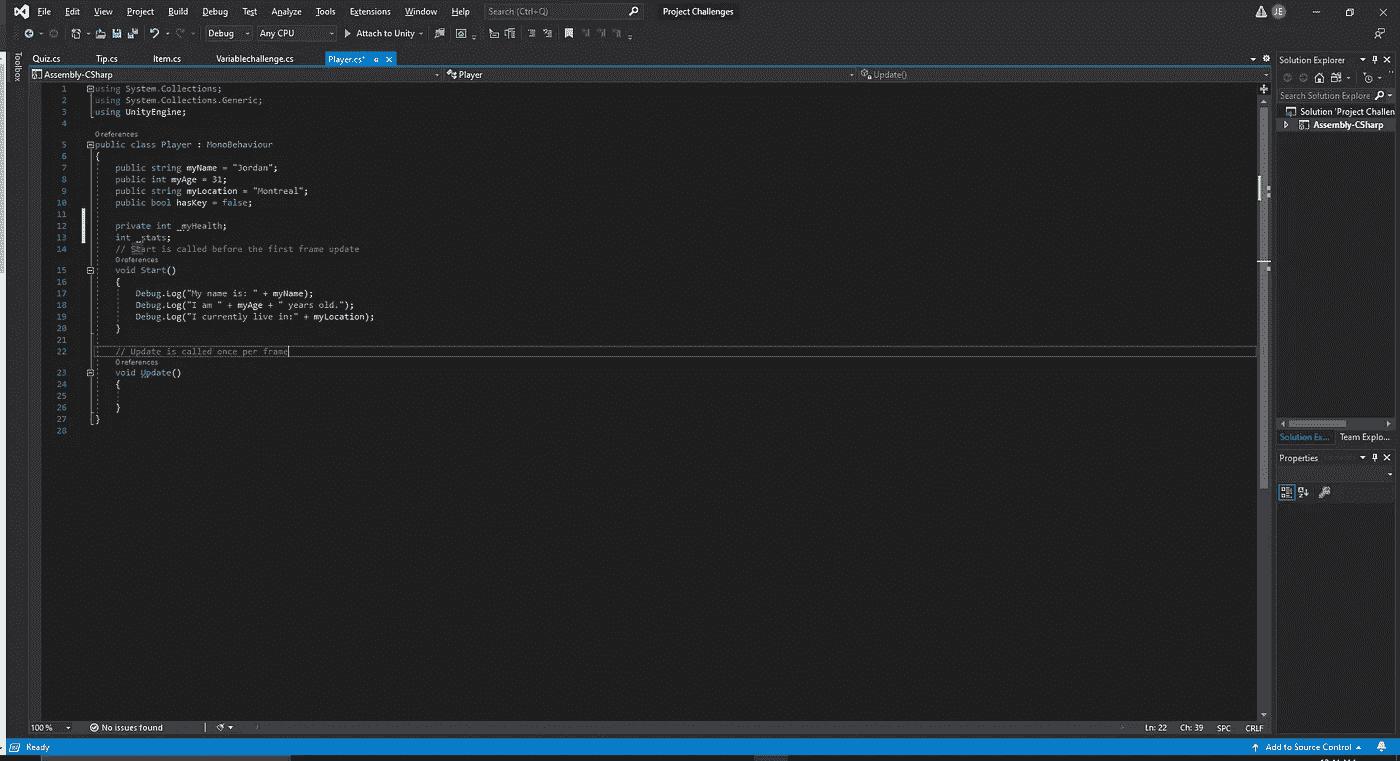 File Edit View Project Build Debug Test Analyze Tools Extensions Window Help Search (Ctrl+Q) Project Challenges JE
Debug Any CPU Attach to Unity
Toolbox
Quiz.cs Tip.cs Item.cs Variablechallenge.cs Player.cs*
Assembly-CSharp Player Update()
1 using System.Collections;
2 using System.Collections.Generic;
3 using UnityEngine;
4
0 references
5 public class Player : MonoBehaviour
6 {
7 public string myName = "Jordan";
8 public int myAge = 31;
9 public string myLocation = "Montreal";
10 public bool hasKey = false;
11
12 private int _myHealth;
13 int _stats;
14 // Start is called before the first frame update
0 references
15 void Start()
16 {
17 Debug.Log("My name is: " + myName);
18 Debug.Log("I am " + myAge + " years old.");
19 Debug.Log("I currently live in:" + myLocation);
20 }
21
22 // Update is called once per frame
0 references
23 void Update()
24 {
25
26 }
27 }
28
Solution Explorer
Search Solution Explore
Solution 'Project Challen
Assembly-CSharp
Solution Ex... Team Explo...
Properties
100 % No issues found Ln: 22 Ch: 39 SPC CRLF
Ready Add to Source Control